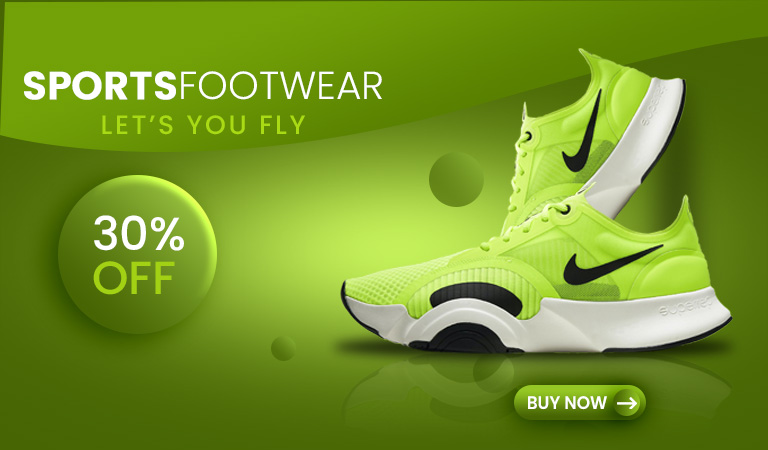 SPORTSFOOTWEAR
LET'S YOU FLY
30%
OFF
BUY NOW